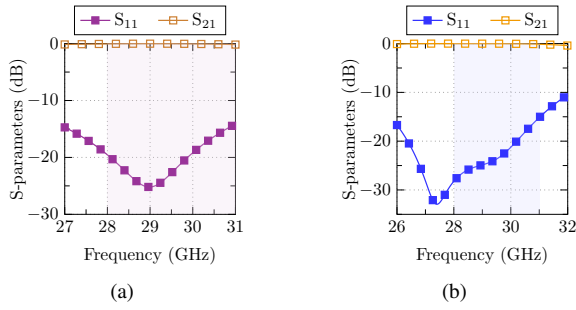 S11 S21
0
−10
−20
−30
S-parameters (dB)
27 28 29 30 31
Frequency (GHz)
(a)
S11 S21
0
−10
−20
−30
S-parameters (dB)
26 28 30 32
Frequency (GHz)
(b)